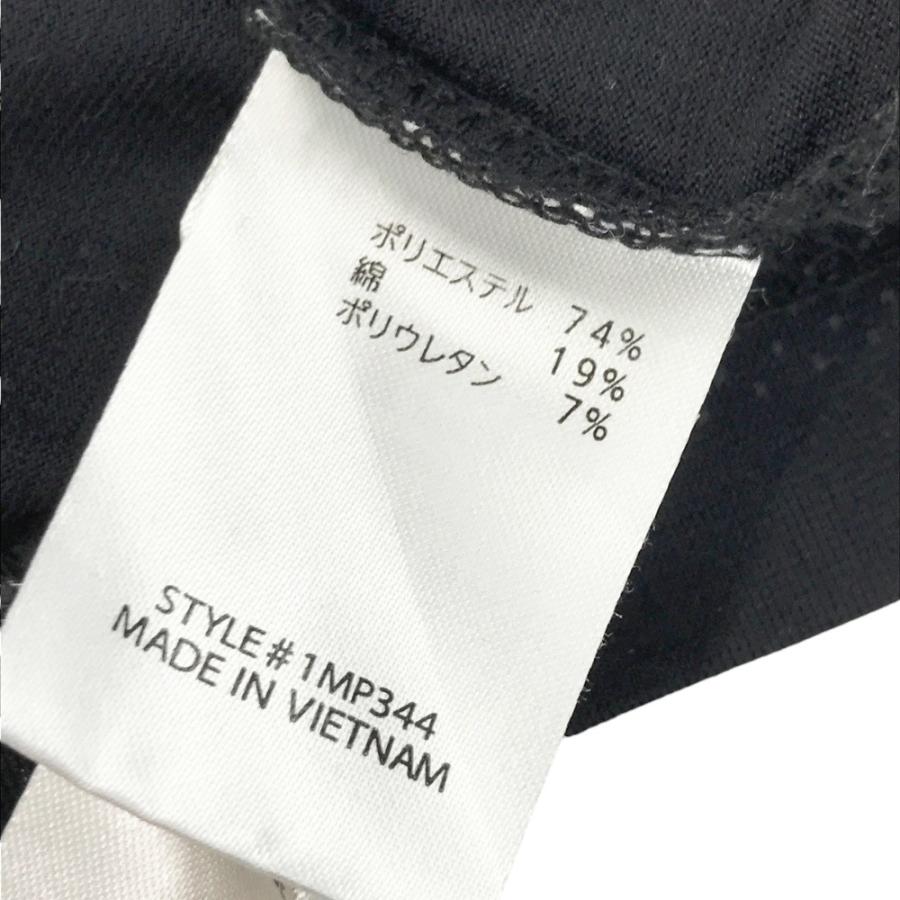 ポリエステル 74%
綿 19%
ポリウレタン 7%
STYLE#1MP344
MADE IN VIETNAM